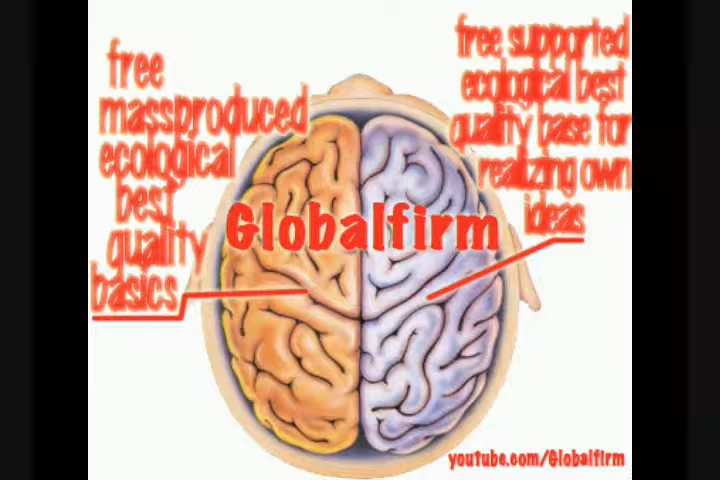 free
massproduced
ecological
best
quality
basics
free supported
ecological best
quality base for
realizing own
ideas
Globalfirm
youtube.com/Globalfirm